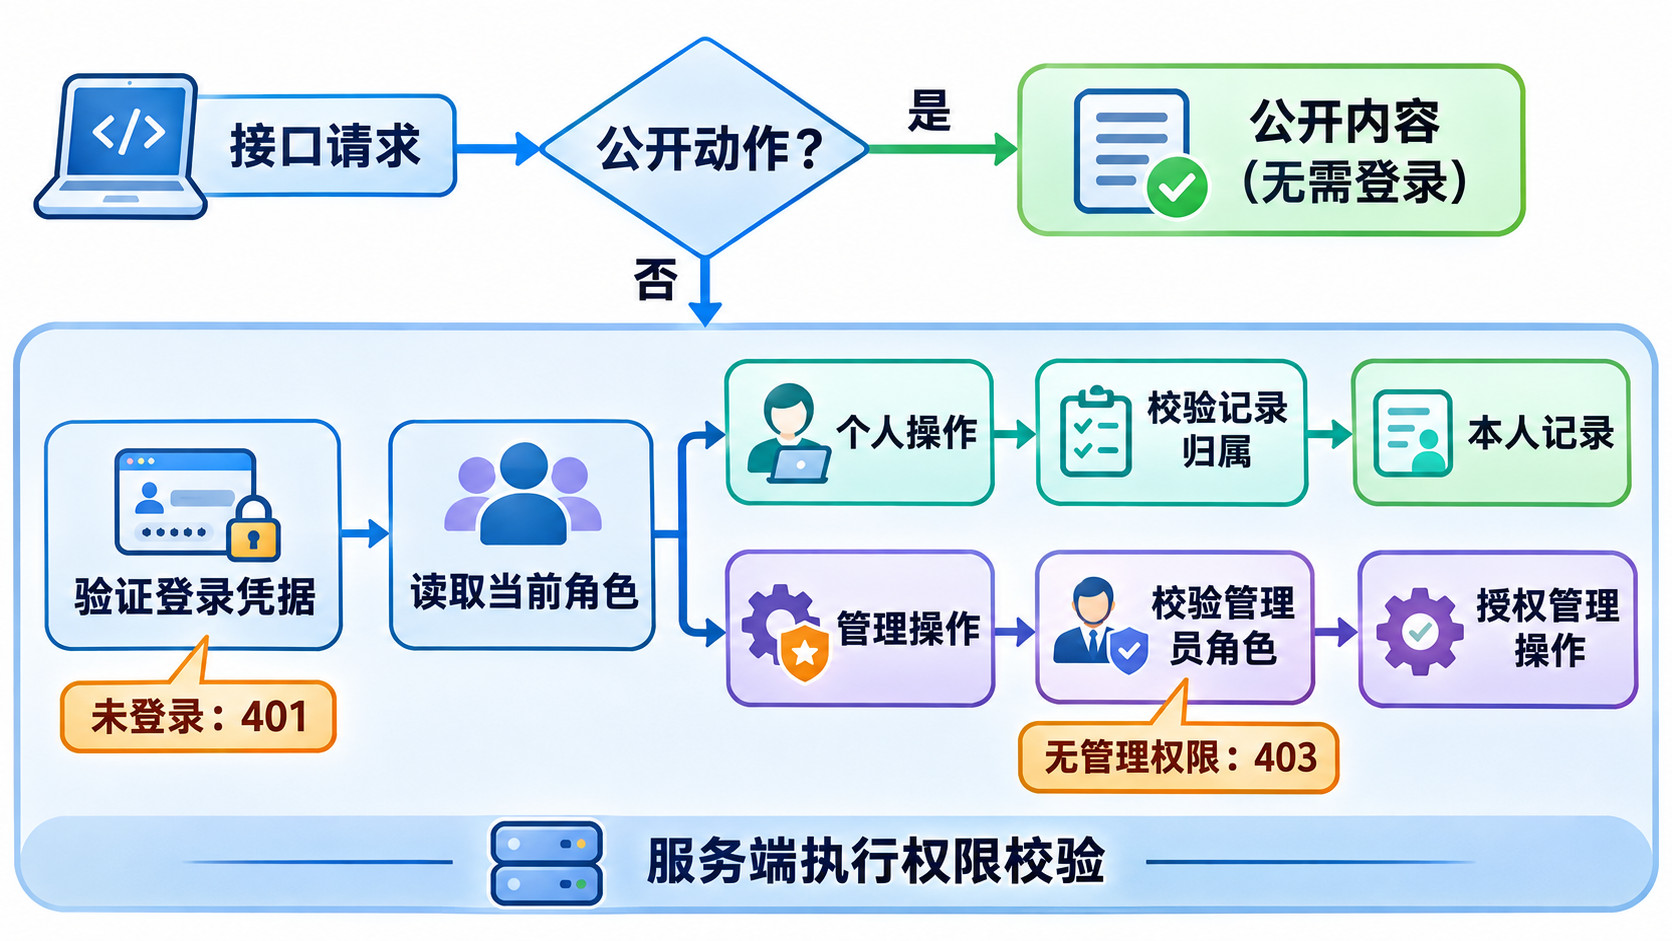 接口请求
公开动作？
是
公开内容
（无需登录）
否
验证登录凭据
未登录：401
读取当前角色
个人操作
校验记录
归属
本人记录
管理操作
校验管理
员角色
无管理权限：403
授权管理
操作
服务端执行权限校验